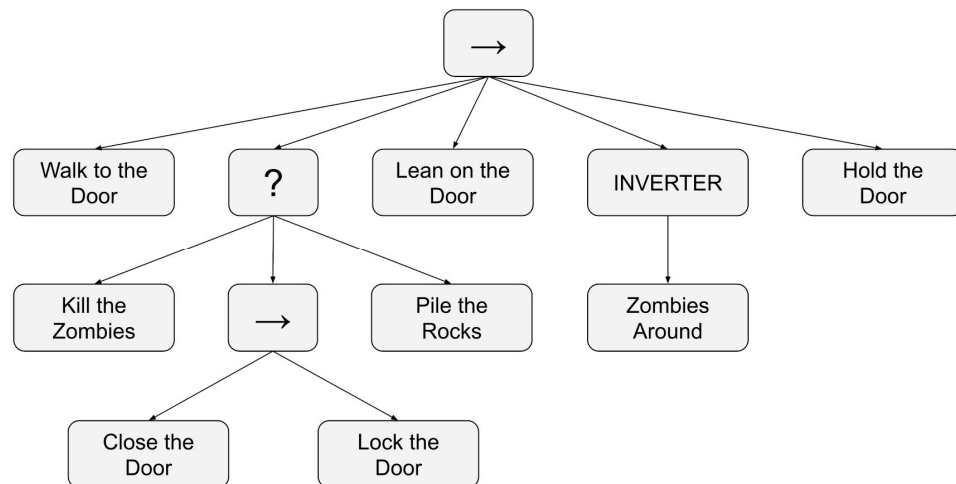 →
Walk to the
Door
?
Lean on the
Door
INVERTER
Hold the
Door
Kill the
Zombies
→
Pile the
Rocks
Zombies
Around
Close the
Door
Lock the
Door